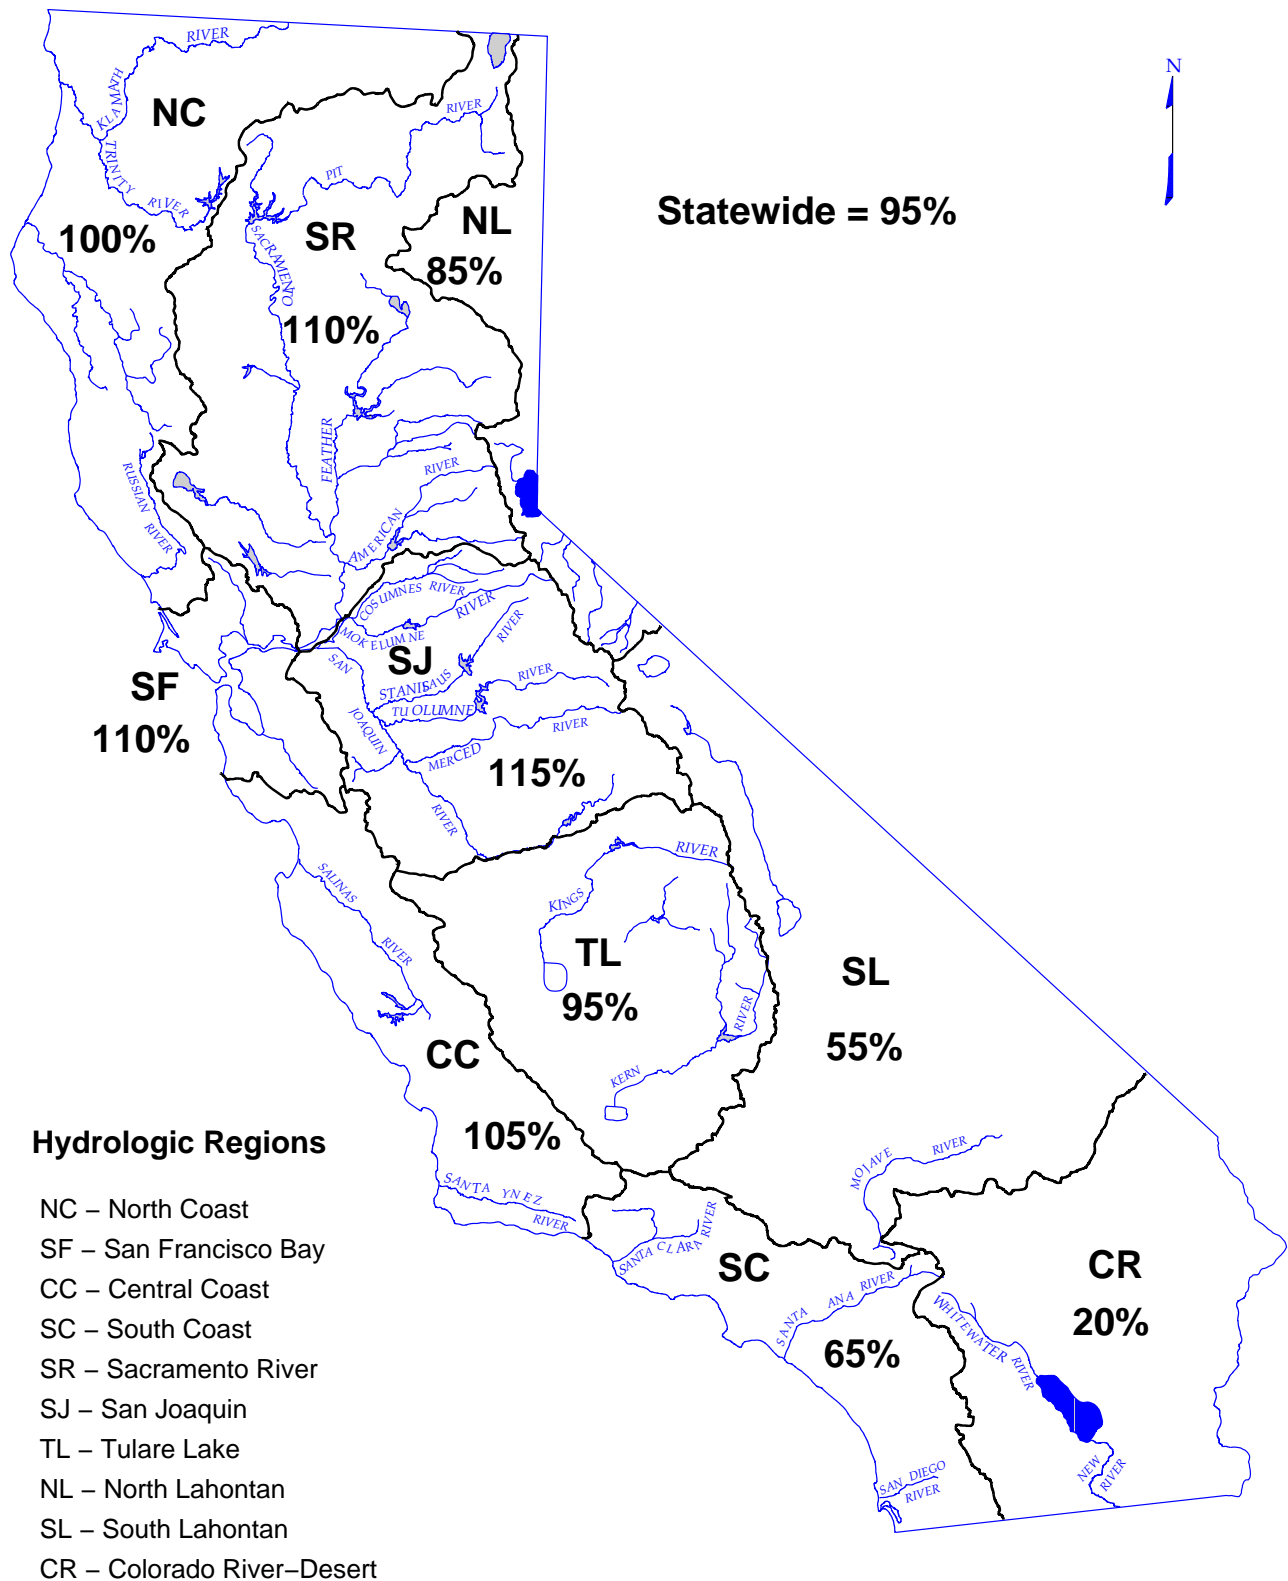 RIVER
N
KLAMATH
NC
RIVER
TRINITY
PIT
RIVER
Statewide = 95%
NL
SR
100%
SACRAMENTO
85%
110%
FEATHER
RIVER
RUSSIAN RIVER
AMERICAN
COSUMNES RIVER
RIVER
MOKELUMNE
RIVER
SAN
SJ
SF
STANISLAUS
RIVER
TUOLUMNE
JOAQUIN
RIVER
110%
MERCED
115%
RIVER
RIVER
SALINAS
KINGS
RIVER
TL
SL
95%
RIVER
55%
CC
KERN
105%
Hydrologic Regions
MOJAVE
RIVER
SANTA YNEZ
RIVER
NC – North Coast
SF – San Francisco Bay
CC – Central Coast
SC – South Coast
SR – Sacramento River
SJ – San Joaquin
TL – Tulare Lake
NL – North Lahontan
SL – South Lahontan
CR – Colorado River–Desert
SANTA CLARA RIVER
SC
CR
SANTA ANA RIVER
20%
WHITEWATER RIVER
65%
NEW
RIVER
SAN DIEGO
RIVER